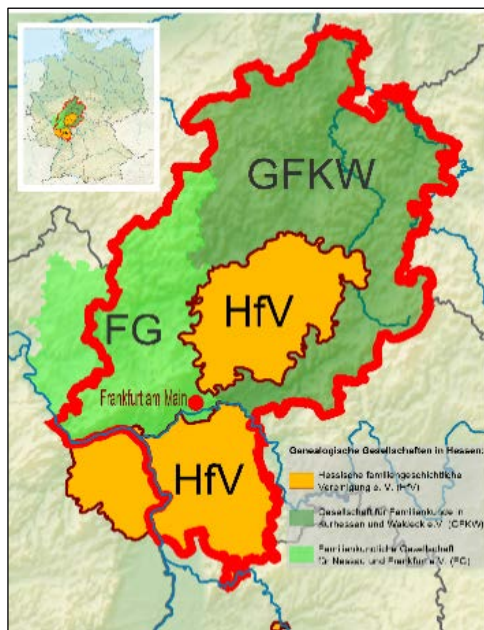 GFKW
HfV
FG
Frankfurt am Main
HfV
Genealogische Gesellschaften in Hessen:
Hessische familiengeschichtliche
Vereinigung e. V. (HfV)
Gesellschaft für Familienkunde in
Kurhessen und Waldeck e.V. (GFKW)
Familienkundliche Gesellschaft
für Nassau und Frankfurt e.V. (FG)